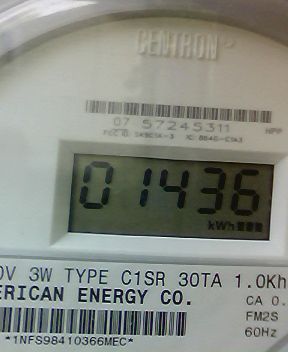 CENTRON
07 57245311
HPP
01436
kWh
0V 3W TYPE C1SR 30TA 1.0Kh
ERICAN ENERGY CO.
CA 0.
FM2S
60Hz
*1NFS98410366MEC*